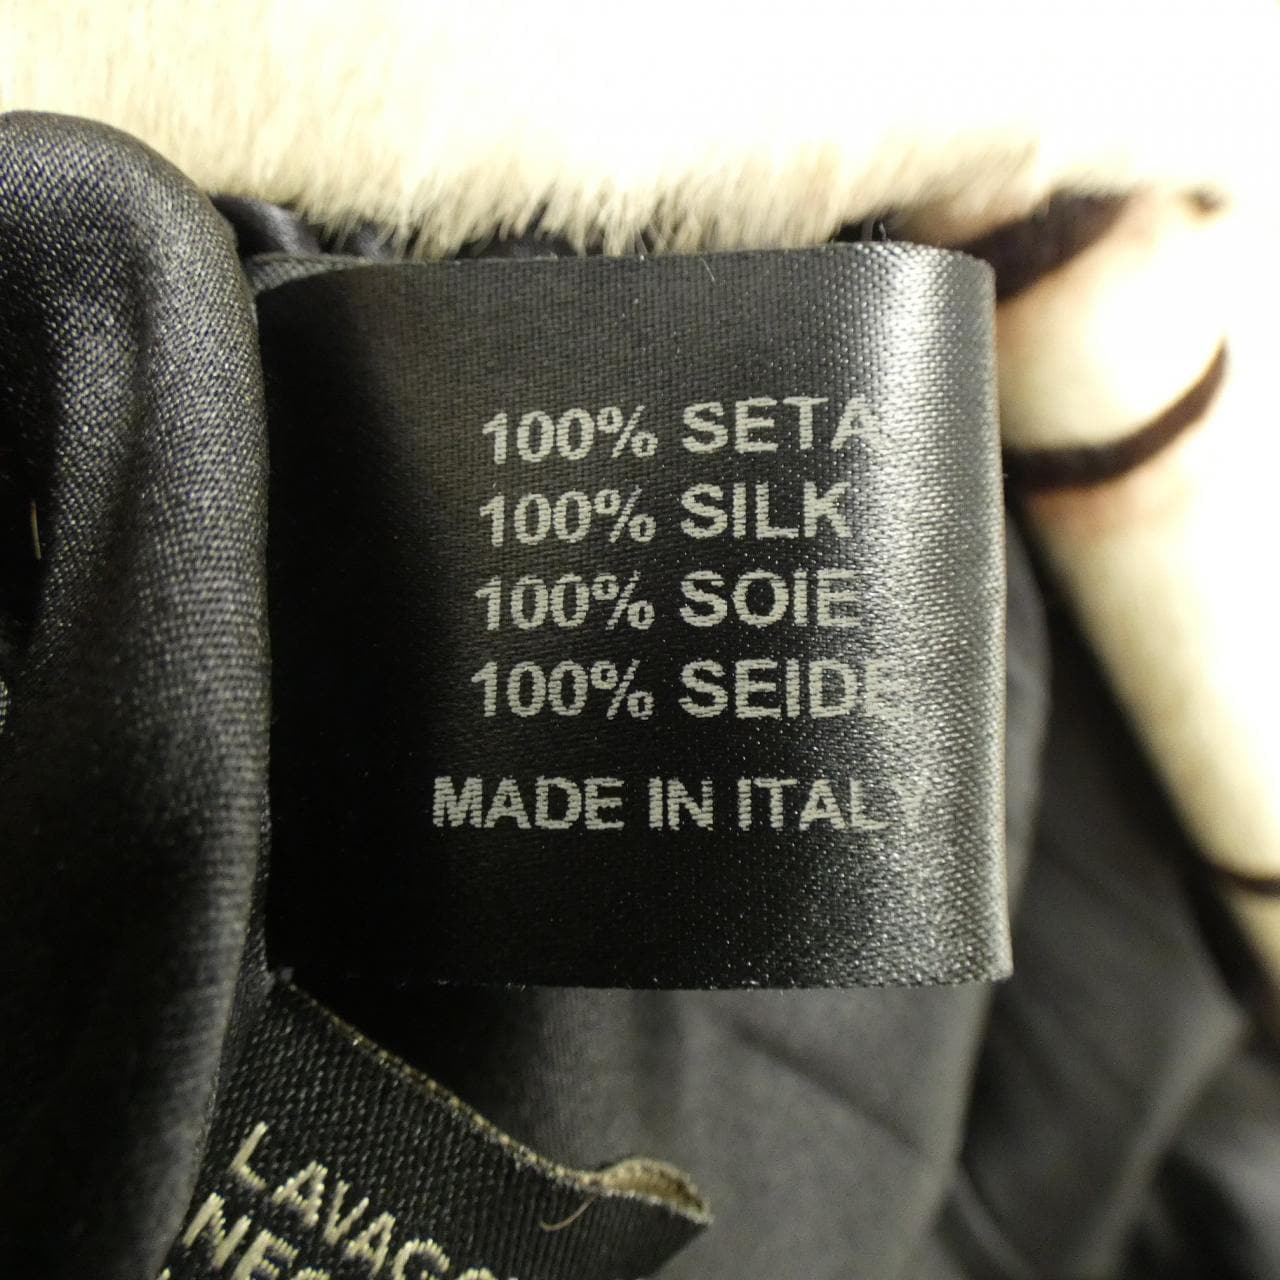 100% SETA
100% SILK
100% SOIE
100% SEIDE
MADE IN ITALY